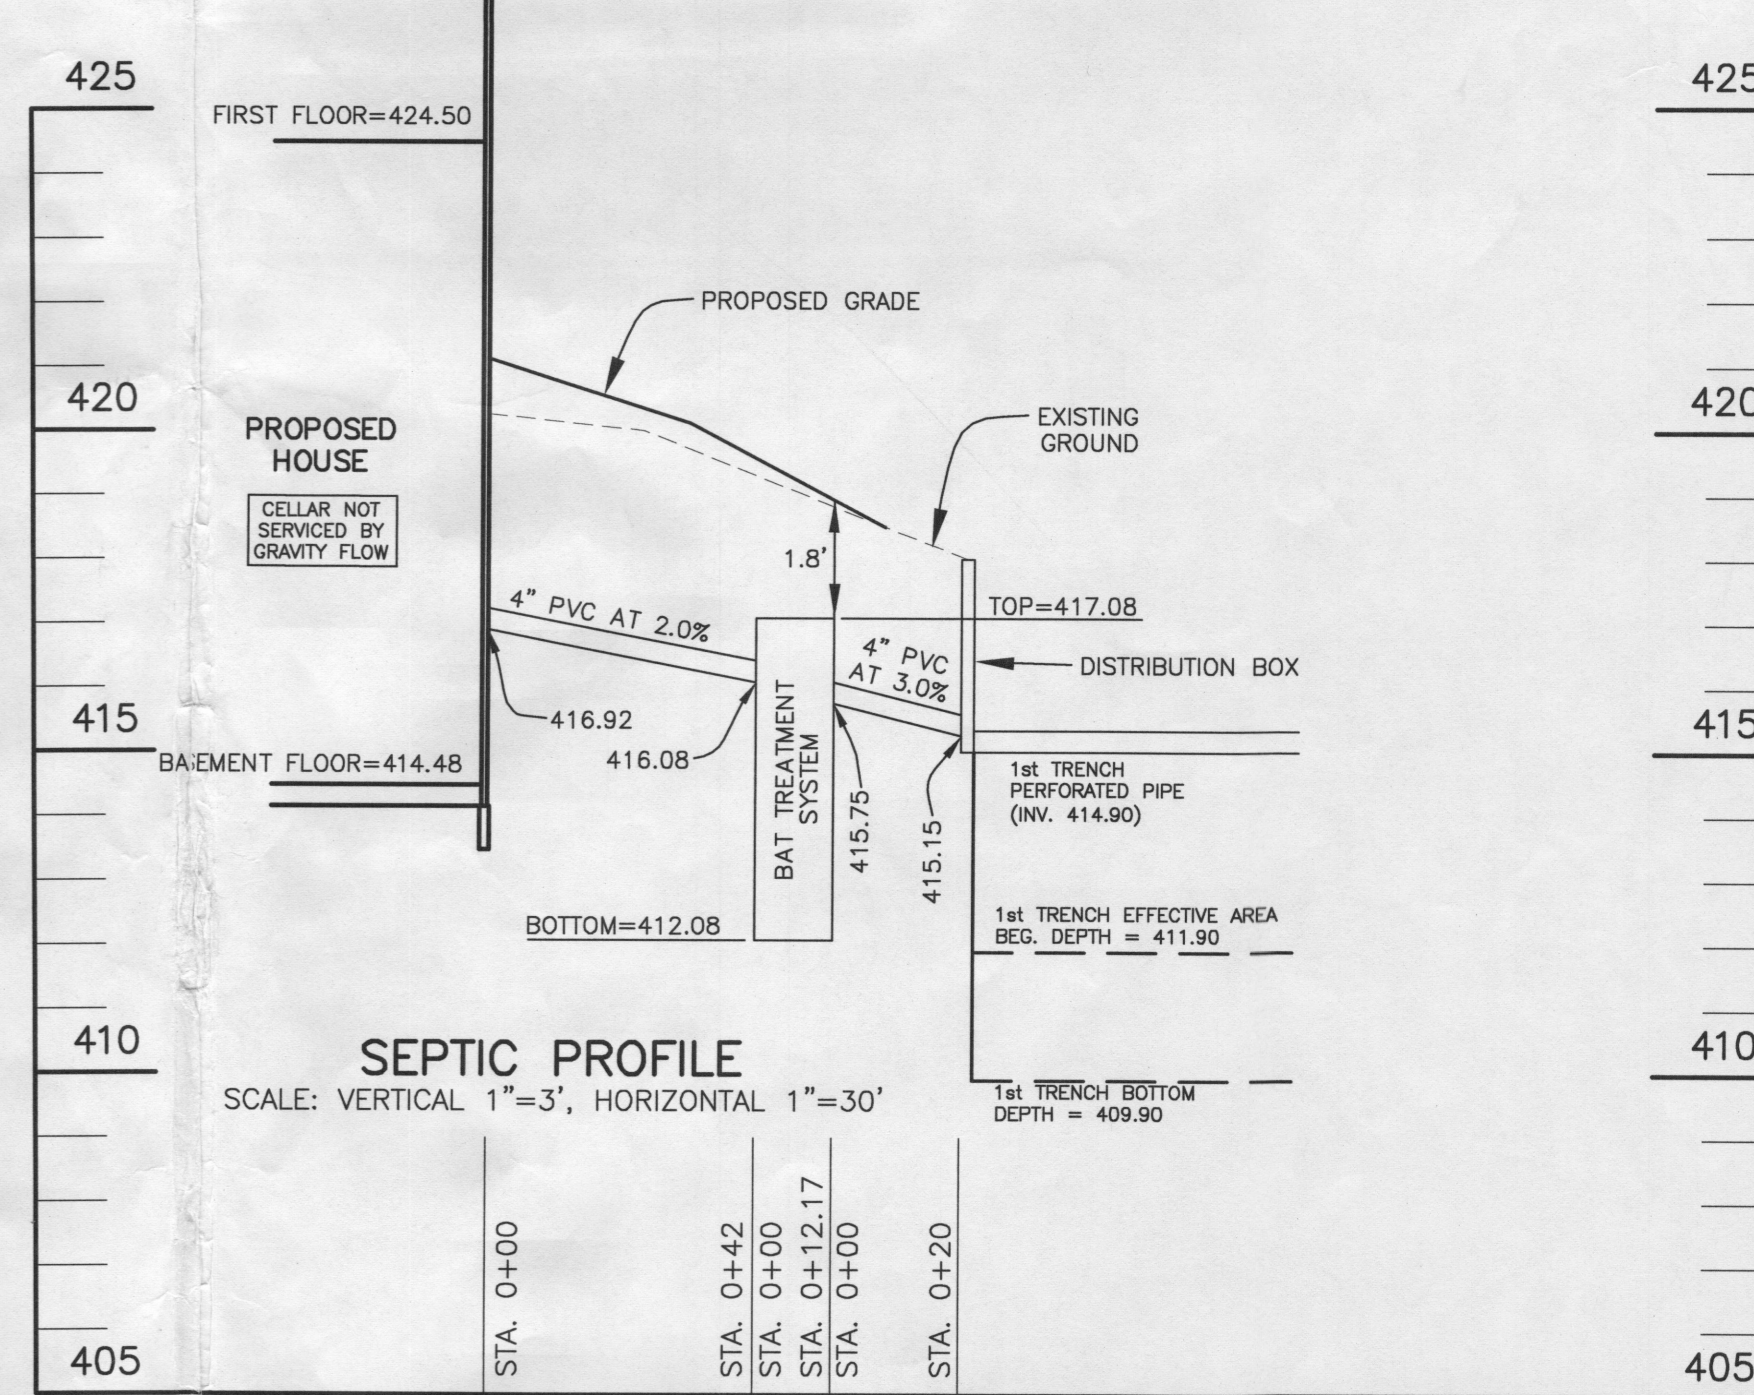 425
425
FIRST FLOOR=424.50
PROPOSED GRADE
420
420
EXISTING
GROUND
PROPOSED
HOUSE
CELLAR NOT
SERVICED BY
GRAVITY FLOW
1.8'
4" PVC AT 2.0%
TOP=417.08
4" PVC
AT 3.0%
DISTRIBUTION BOX
416.92
416.08
415
415
BASEMENT FLOOR=414.48
BAT TREATMENT
SYSTEM
415.75
415.15
1st TRENCH
PERFORATED PIPE
(INV. 414.90)
BOTTOM=412.08
1st TRENCH EFFECTIVE AREA
BEG. DEPTH = 411.90
410
410
SEPTIC PROFILE
SCALE: VERTICAL 1"=3', HORIZONTAL 1"=30'
1st TRENCH BOTTOM
DEPTH = 409.90
STA. 0+00
STA. 0+42
STA. 0+00
STA. 0+12.17
STA. 0+00
STA. 0+20
405
405